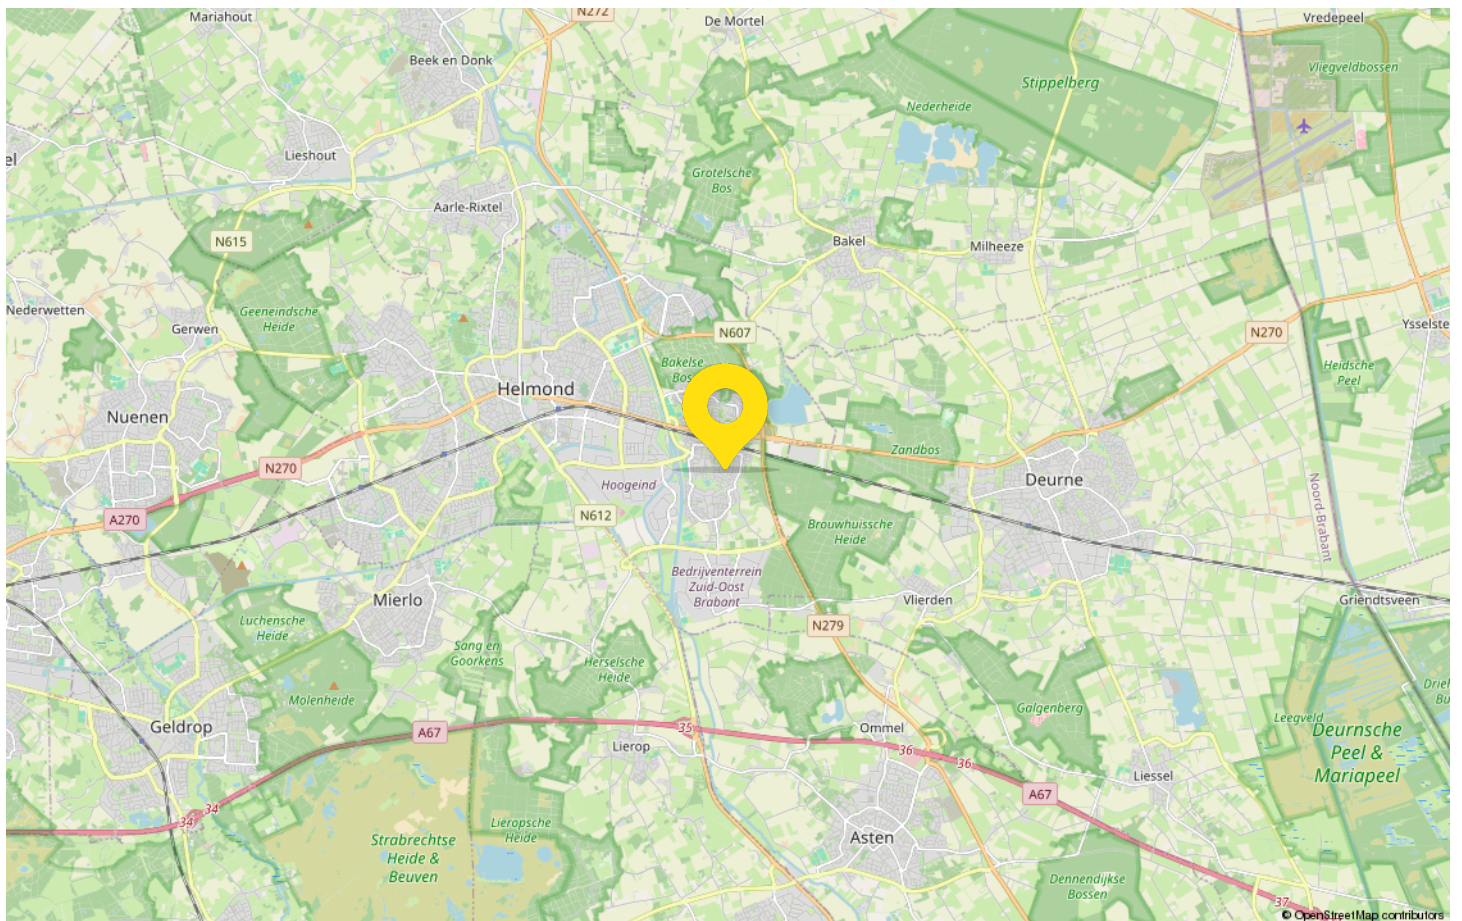 Mariahout
N272
De Mortel
Vredepeel
Beek en Donk
Vliegveldbossen
Stippelberg
Nederheide
Lieshout
el
Grotelsche
Bos
Aarle-Rixtel
N615
Bakel
Milheeze
Nederwetten
Geeneindsche
Heide
Gerwen
N607
N270
Ysselste
Bakelse
Bos
Heidsche
Peel
Helmond
Nuenen
Zandbos
N270
Deurne
Hoogeind
Noord-Brabant
A270
N612
Brouwhuissche
Heide
Bedrijventerrein
Zuid-Oost
Brabant
Mierlo
Vlierden
Griendtsveen
Luchensche
Heide
N279
Sang en
Goorkens
Herselsche
Heide
Molenheide
Galgenberg
Driel
Bu
Leegveld
Geldrop
A67
35
Ommel
Deurnsche
Peel &
Mariapeel
Lierop
36
36
Liessel
A67
34
34
Lieropsche
Heide
Asten
Strabrechtse
Heide &
Beuven
Dennendijkse
Bossen
37
© OpenStreetMap contributors